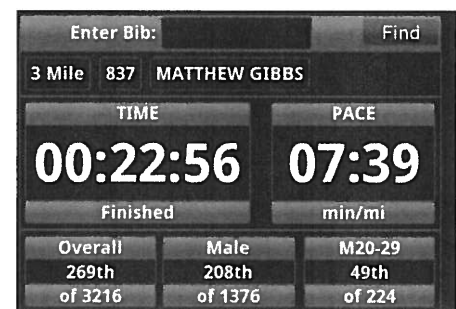 Enter Bib: Find
3 Mile 837 MATTHEW GIBBS
TIME PACE
00:22:56 07:39
Finished min/mi
Overall Male M20-29
269th 208th 49th
of 3216 of 1376 of 224